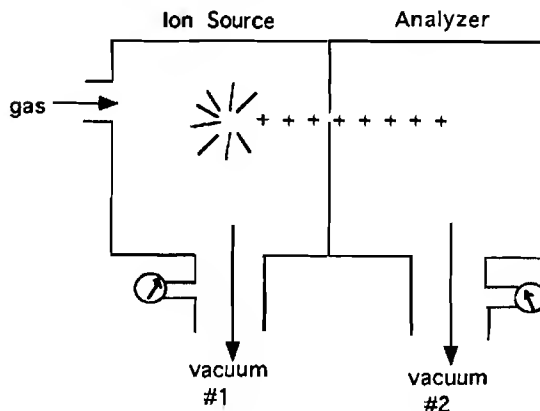 Ion Source
Analyzer
gas
+ + + + + + + +
vacuum
#1
vacuum
#2